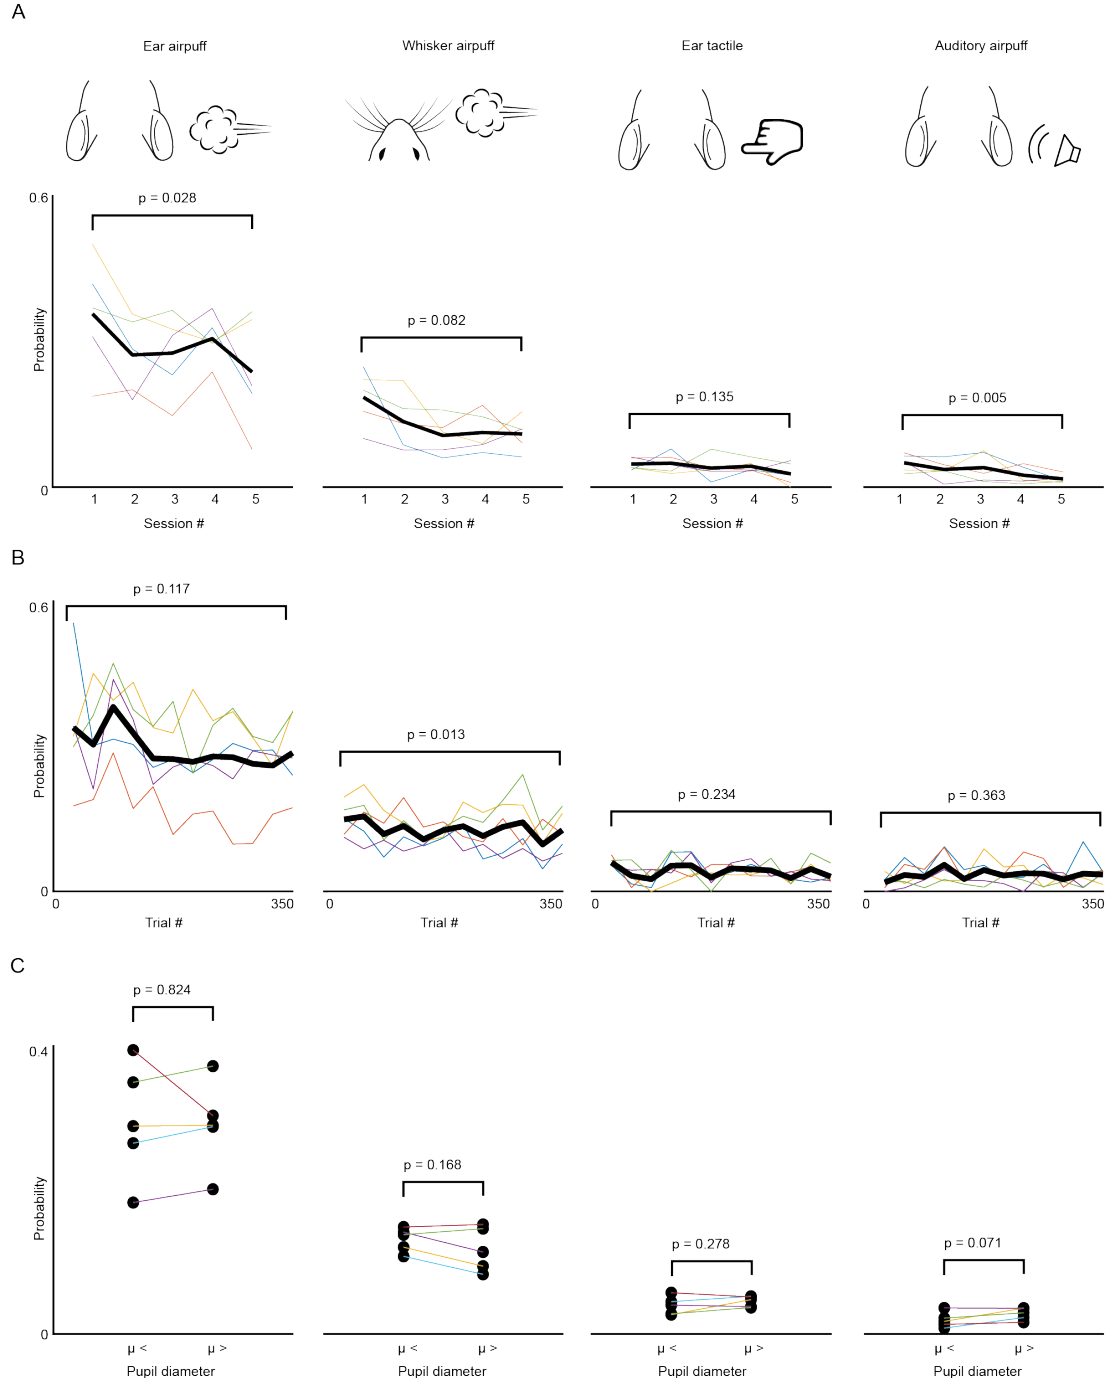 A
Ear airpuff
Whisker airpuff
Ear tactile
Auditory airpuff
0.6
Probability
0
p = 0.028
p = 0.082
p = 0.135
p = 0.005
1 2 3 4 5
1 2 3 4 5
1 2 3 4 5
1 2 3 4 5
Session #
Session #
Session #
Session #
B
0.6
Probability
0
p = 0.117
p = 0.013
p = 0.234
p = 0.363
0 350
0 350
0 350
0 350
Trial #
Trial #
Trial #
Trial #
C
0.4
Probability
0
p = 0.824
p = 0.168
p = 0.278
p = 0.071
µ < µ >
µ < µ >
µ < µ >
µ < µ >
Pupil diameter
Pupil diameter
Pupil diameter
Pupil diameter